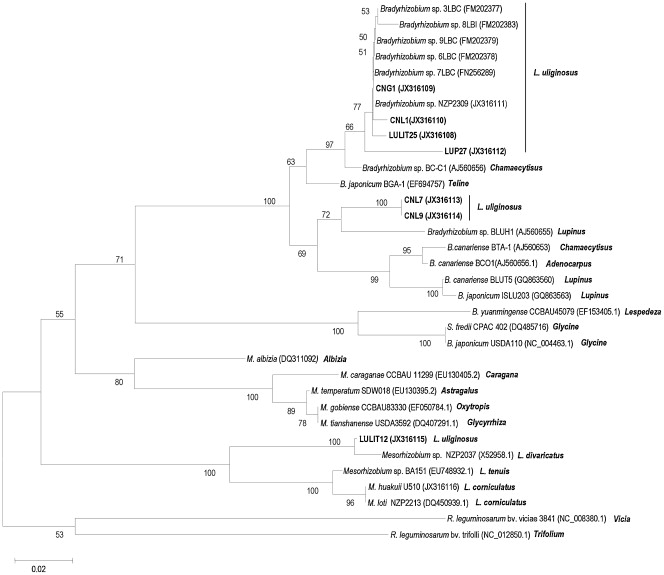 53
Bradyrhizobium sp. 3LBC (FM202377)
Bradyrhizobium sp. 8LBI (FM202383)
50
Bradyrhizobium sp. 9LBC (FM202379)
51
Bradyrhizobium sp. 6LBC (FM202378)
Bradyrhizobium sp. 7LBC (FN256289)
L. uliginosus
CNG1 (JX316109)
77
Bradyrhizobium sp. NZP2309 (JX316111)
CNL1(JX316110)
66
LULIT25 (JX316108)
97
LUP27 (JX316112)
63
Bradyrhizobium sp. BC-C1 (AJ560656) Chamaecytisus
B. japonicum BGA-1 (EF694757) Teline
100
100
CNL7 (JX316113)
CNL9 (JX316114)
L. uliginosus
72
Bradyrhizobium sp. BLUH1 (AJ560655) Lupinus
69
95
B.canariense BTA-1 (AJ560653) Chamaecytisus
71
B. canariense BCO1(AJ560656.1) Adenocarpus
99
B. canariense BLUT5 (GQ863560) Lupinus
100
B. japonicum ISLU203 (GQ863563) Lupinus
55
B. yuanmingense CCBAU45079 (EF153405.1) Lespedeza
100
S. fredii CPAC 402 (DQ485716) Glycine
100
B. japonicum USDA110 (NC_004463.1) Glycine
M. albizia (DQ311092) Albizia
80
M. caraganae CCBAU 11299 (EU130405.2) Caragana
100
M. temperatum SDW018 (EU130395.2) Astragalus
89
M. gobiense CCBAU83330 (EF050784.1) Oxytropis
78
M. tianshanense USDA3592 (DQ407291.1) Glycyrrhiza
100
LULIT12 (JX316115) L. uliginosus
Mesorhizobium sp. NZP2037 (X52958.1) L. divaricatus
100
Mesorhizobium sp. BA151 (EU748932.1) L. tenuis
100
M. huakuii U510 (JX316116) L. corniculatus
96
M. loti NZP2213 (DQ450939.1) L. corniculatus
R. leguminosarum bv. viciae 3841 (NC_008380.1) Vicia
53
R. leguminosarum bv. trifolli (NC_012850.1) Trifolium
0.02